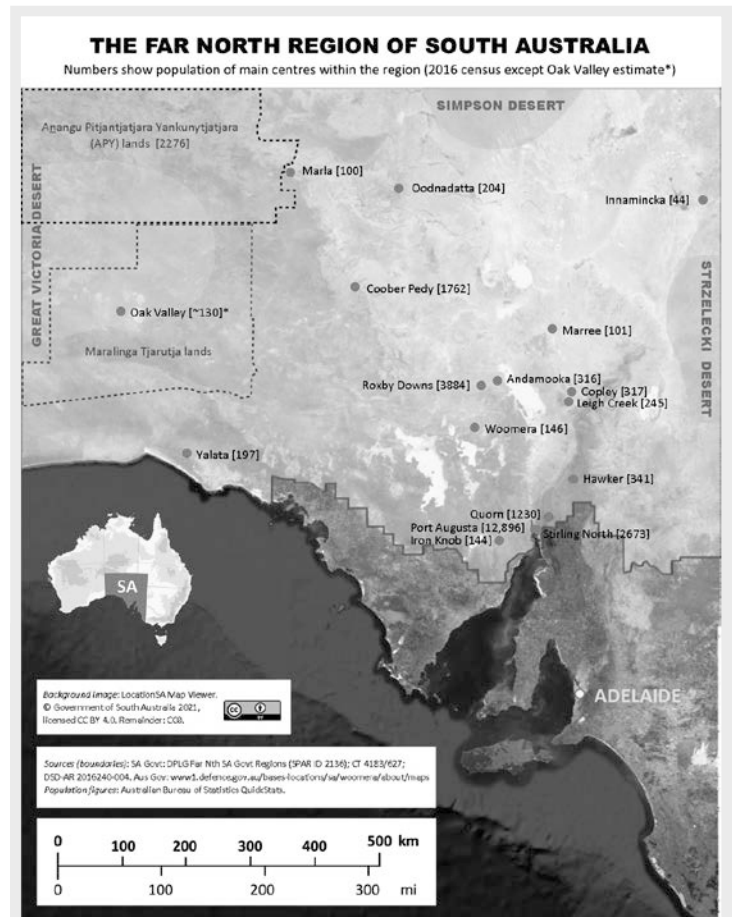 THE FAR NORTH REGION OF SOUTH AUSTRALIA
Numbers show population of main centres within the region (2016 census except Oak Valley estimate*)
SIMPSON DESERT
Anangu Pitjantjatjara Yankunytjatjara
(APY) lands [2276]
GREAT VICTORIA DESERT
Marla [100]
Oodnadatta [204]
Innamincka [44]
STRZELECKI DESERT
Coober Pedy [1762]
Oak Valley [~130]*
Marree [101]
Maralinga Tjarutja lands
Andamooka [316]
Roxby Downs [3884]
Copley [317]
Leigh Creek [245]
Woomera [146]
Yalata [197]
Hawker [341]
Quorn [1230]
Port Augusta [12,896]
Stirling North [2673]
Iron Knob [144]
SA
ADELAIDE
Background image: LocationSA Map Viewer.
© Government of South Australia 2021,
licensed CC BY 4.0. Remainder: CC0.
cc
BY
Sources (boundaries): SA Govt: DPLG Far Nth SA Govt Regions (SPAR ID 2136); CT 4183/627;
DSD-AR 2016240-004. Aus Gov: www1.defence.gov.au/bases-locations/sa/woomera/about/maps
Population figures: Australian Bureau of Statistics QuickStats.
0 100 200 300 400 500 km
0 100 200 300 mi